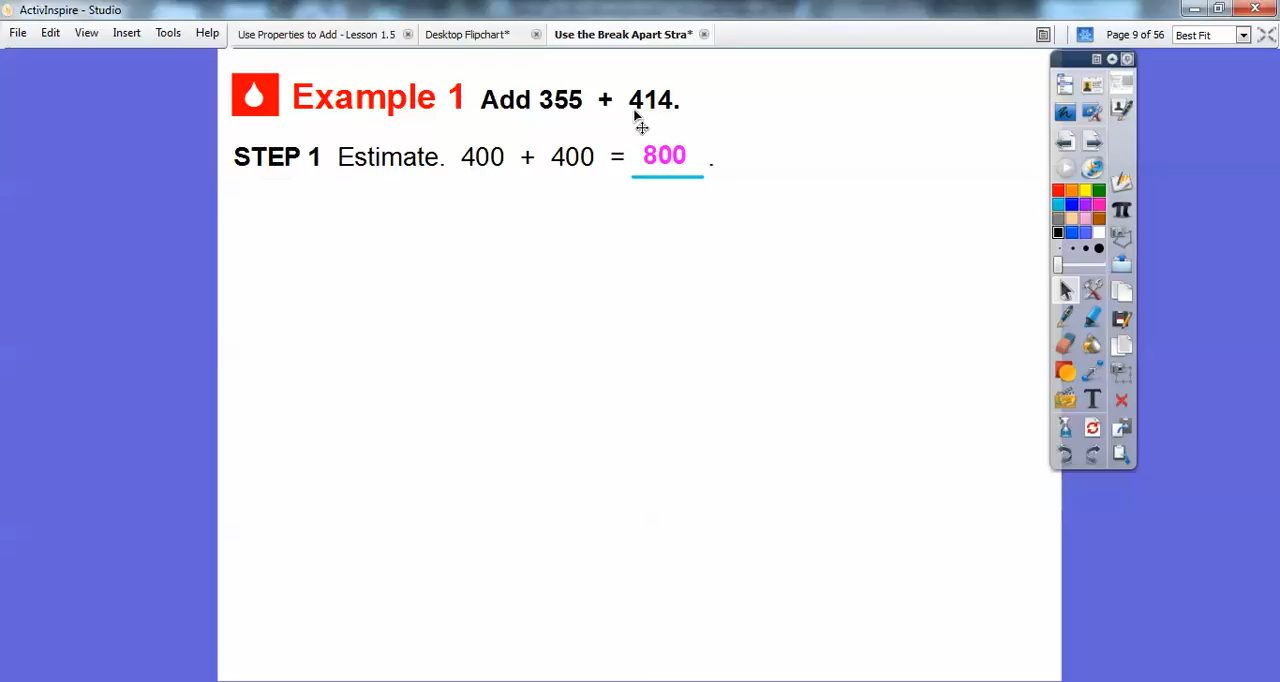 ActivInspire - Studio
File Edit View Insert Tools Help
Use Properties to Add - Lesson 1.5
Desktop Flipchart*
Use the Break Apart Stra*
Page 9 of 56
Best Fit
Example 1 Add 355 + 414.
STEP 1 Estimate. 400 + 400 = 800 .